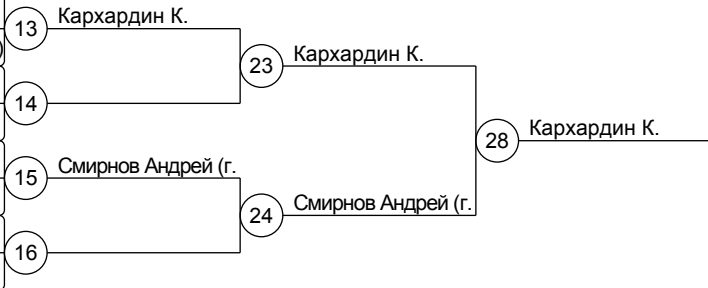 13
Кархардин К.
23
Кархардин К.
14
28
Кархардин К.
15
Смирнов Андрей (г.
24
Смирнов Андрей (г.
16